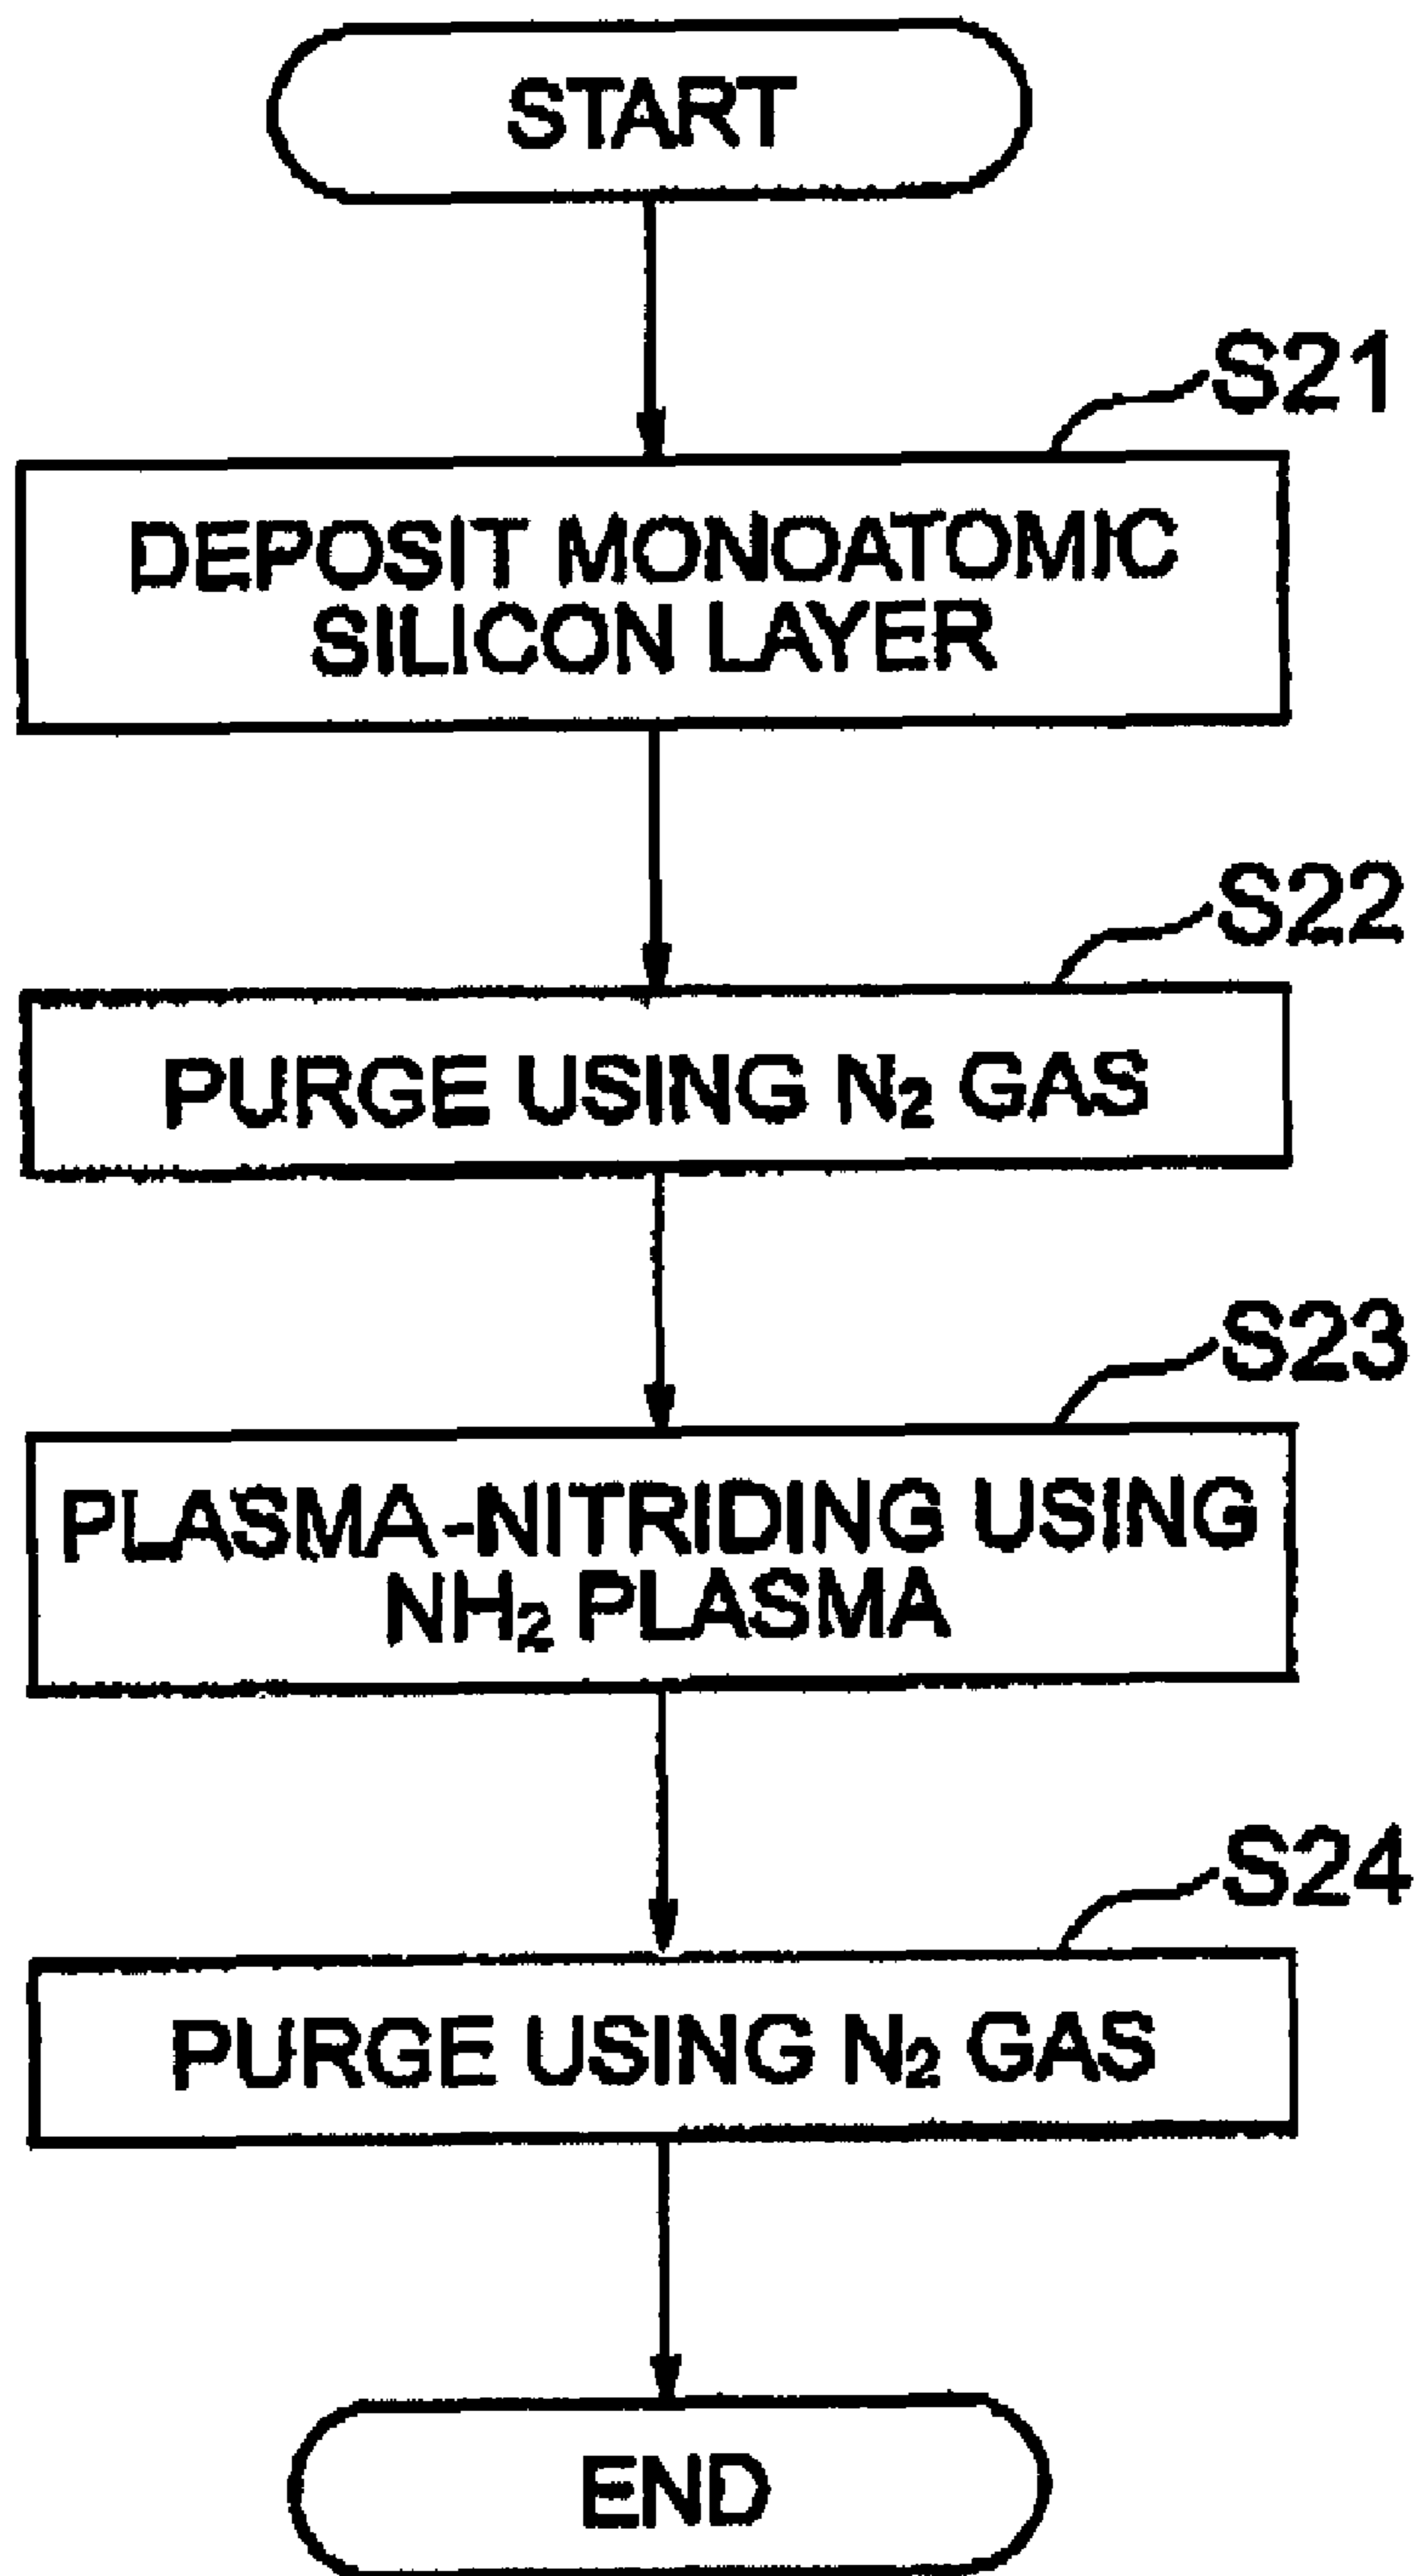 START
S21
DEPOSIT MONOATOMIC
SILICON LAYER
S22
PURGE USING N₂ GAS
S23
PLASMA-NITRIDING USING
NH₂ PLASMA
S24
PURGE USING N₂ GAS
END